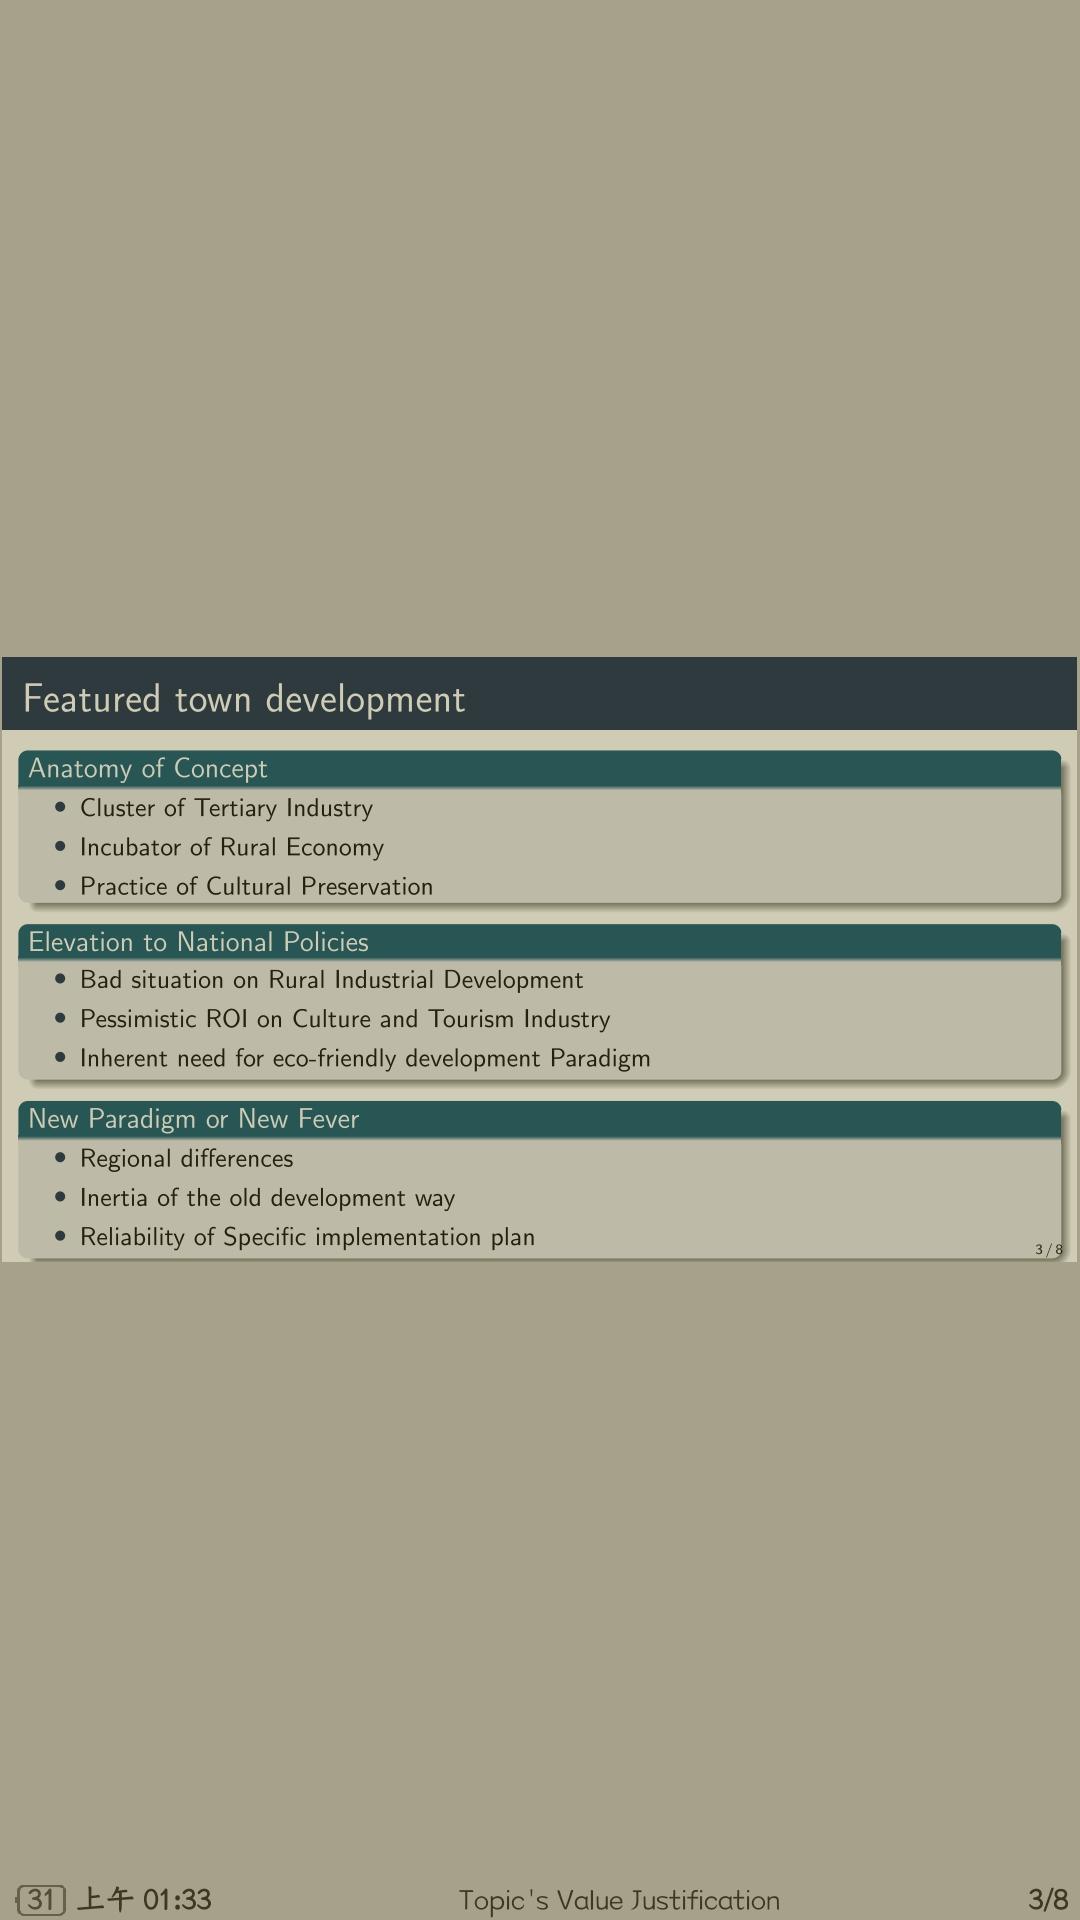 Featured town development
Anatomy of Concept
• Cluster of Tertiary Industry
• Incubator of Rural Economy
• Practice of Cultural Preservation
Elevation to National Policies
• Bad situation on Rural Industrial Development
• Pessimistic ROI on Culture and Tourism Industry
• Inherent need for eco-friendly development Paradigm
New Paradigm or New Fever
• Regional differences
• Inertia of the old development way
• Reliability of Specific implementation plan
3 / 8
31 上午 01:33 Topic's Value Justification 3/8